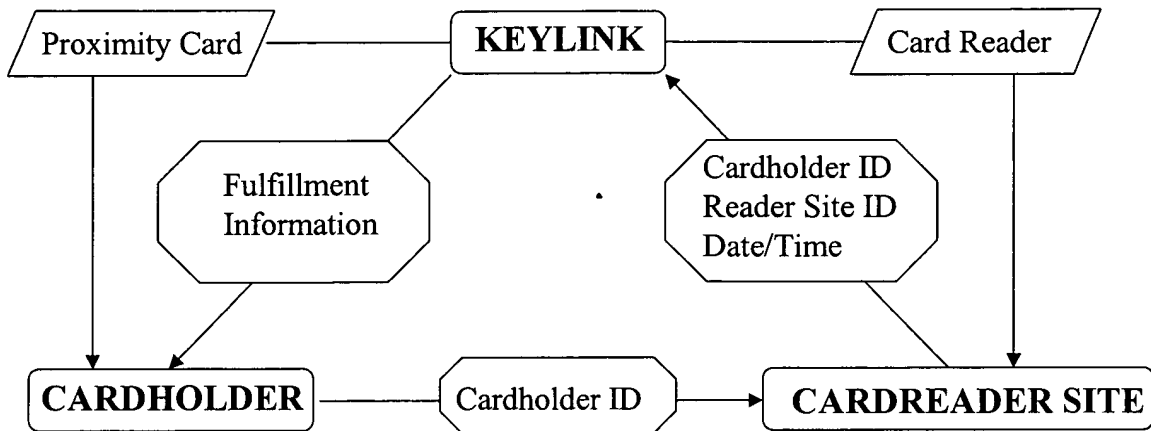 Proximity Card
KEYLINK
Card Reader
Fulfillment
Information
Cardholder ID
Reader Site ID
Date/Time
CARDHOLDER
Cardholder ID
CARDREADER SITE